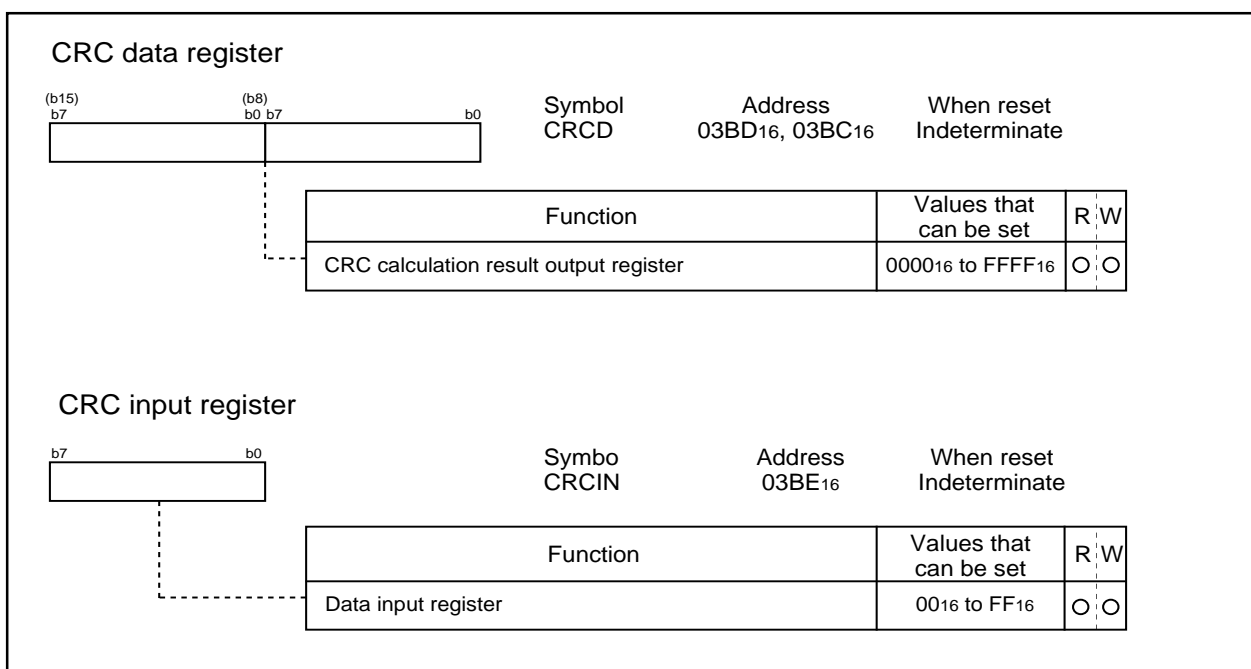 CRC data register
(b15) (b8)
b7 b0 b7 b0
Symbol Address When reset
CRCD 03BD16, 03BC16 Indeterminate
Function Values that can be set R W
CRC calculation result output register 000016 to FFFF16 O O
CRC input register
b7 b0
Symbo Address When reset
CRCIN 03BE16 Indeterminate
Function Values that can be set R W
Data input register 0016 to FF16 O O